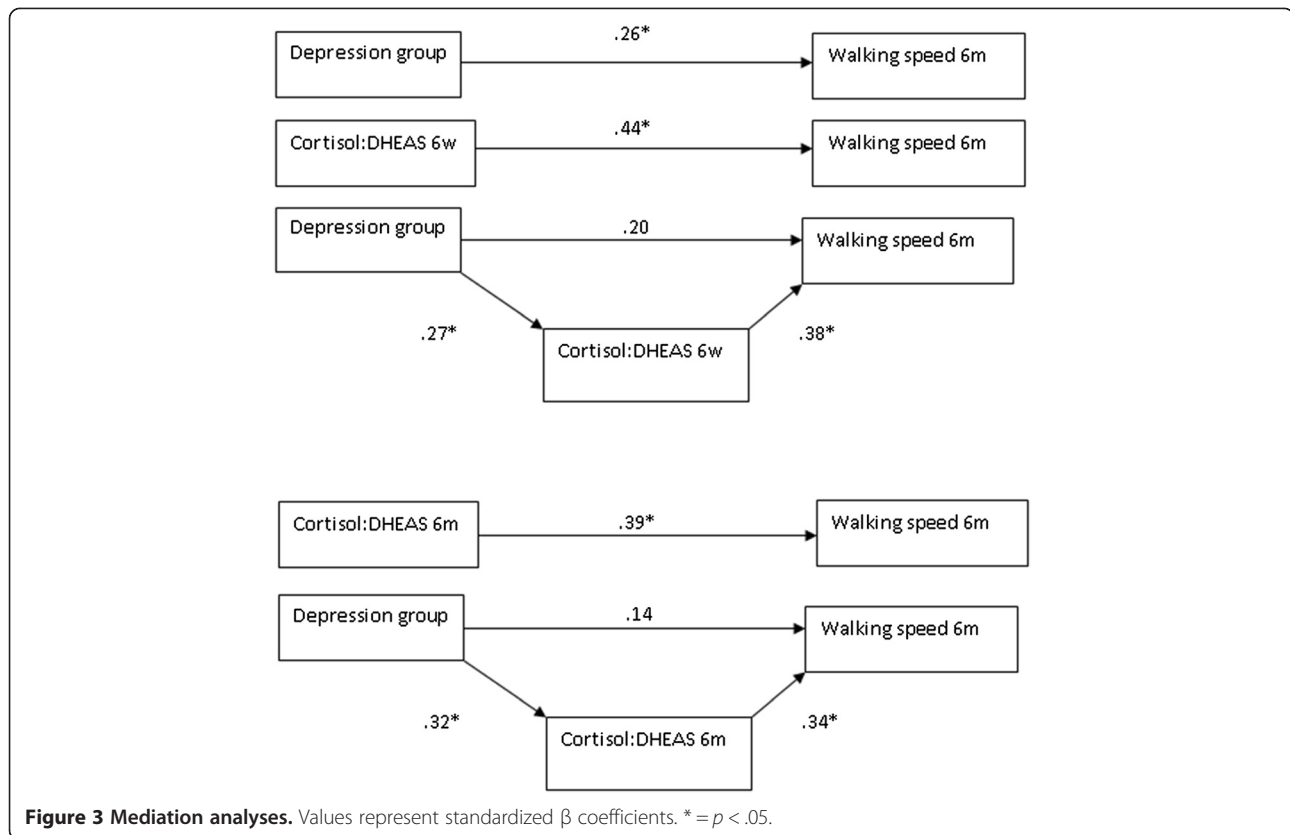 .26*
Depression group
Walking speed 6m
.44*
Cortisol:DHEAS 6w
Walking speed 6m
Depression group
.20
Walking speed 6m
.27*
.38*
Cortisol:DHEAS 6w
Cortisol:DHEAS 6m
.39*
Walking speed 6m
Depression group
.14
Walking speed 6m
.32*
.34*
Cortisol:DHEAS 6m
Figure 3 Mediation analyses. Values represent standardized β coefficients. * = p < .05.